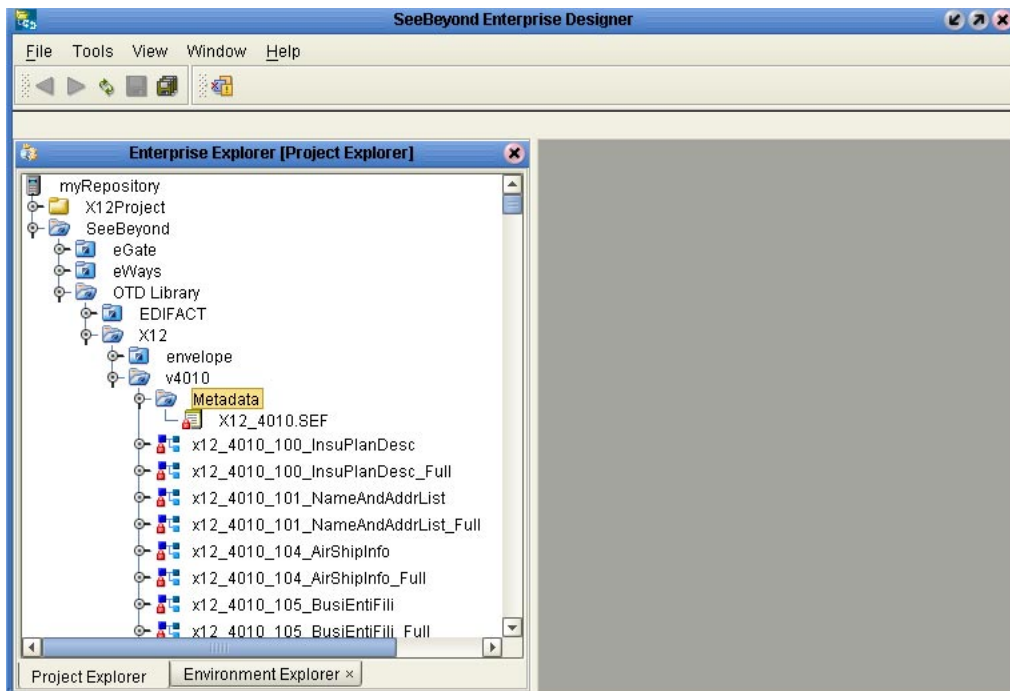 SeeBeyond Enterprise Designer
File Tools View Window Help
Enterprise Explorer [Project Explorer]
myRepository
X12Project
SeeBeyond
eGate
eWays
OTD Library
EDIFACT
X12
envelope
v4010
Metadata
X12_4010.SEF
x12_4010_100_InsuPlanDesc
x12_4010_100_InsuPlanDesc_Full
x12_4010_101_NameAndAddrList
x12_4010_101_NameAndAddrList_Full
x12_4010_104_AirShipInfo
x12_4010_104_AirShipInfo_Full
x12_4010_105_BusiEntiFili
x12_4010_105_BusiEntiFili_Full
Project Explorer Environment Explorer ×